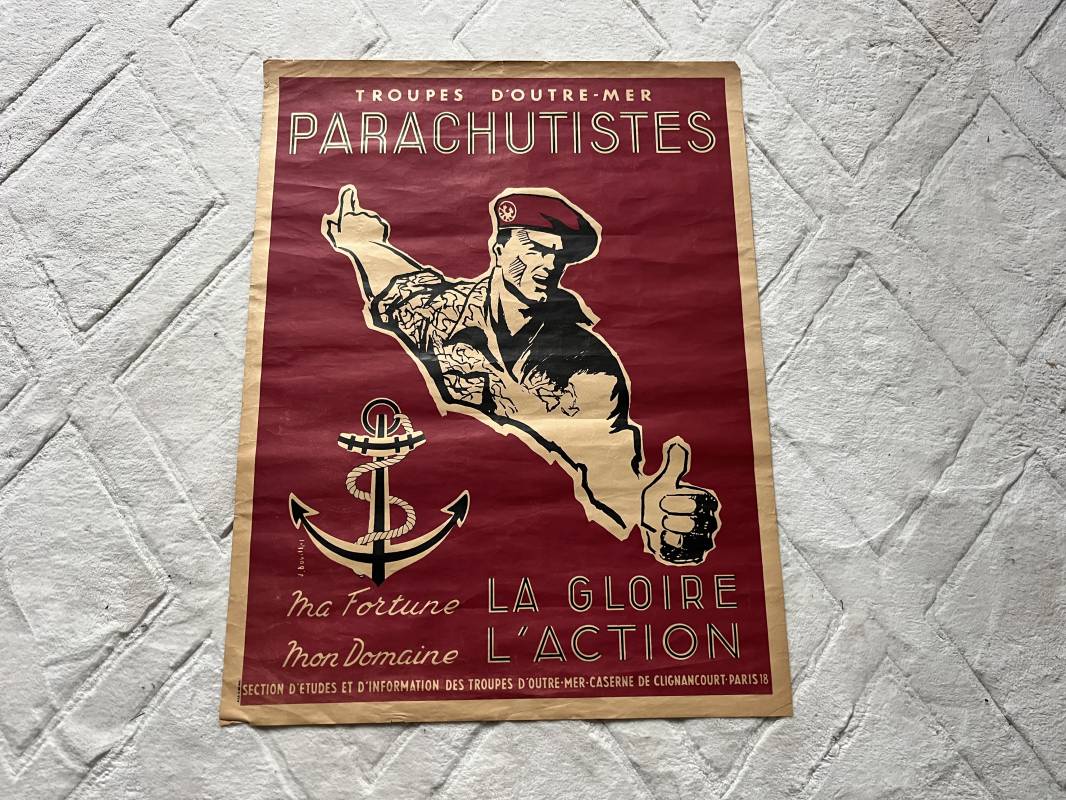 TROUPES D'OUTRE-MER
PARACHUTISTES
Ma Fortune LA GLOIRE
Mon Domaine L'ACTION
SECTION D'ETUDES ET D'INFORMATION DES TROUPES D'OUTRE-MER-CASERNE DE CLIGNANCOURT-PARIS 18